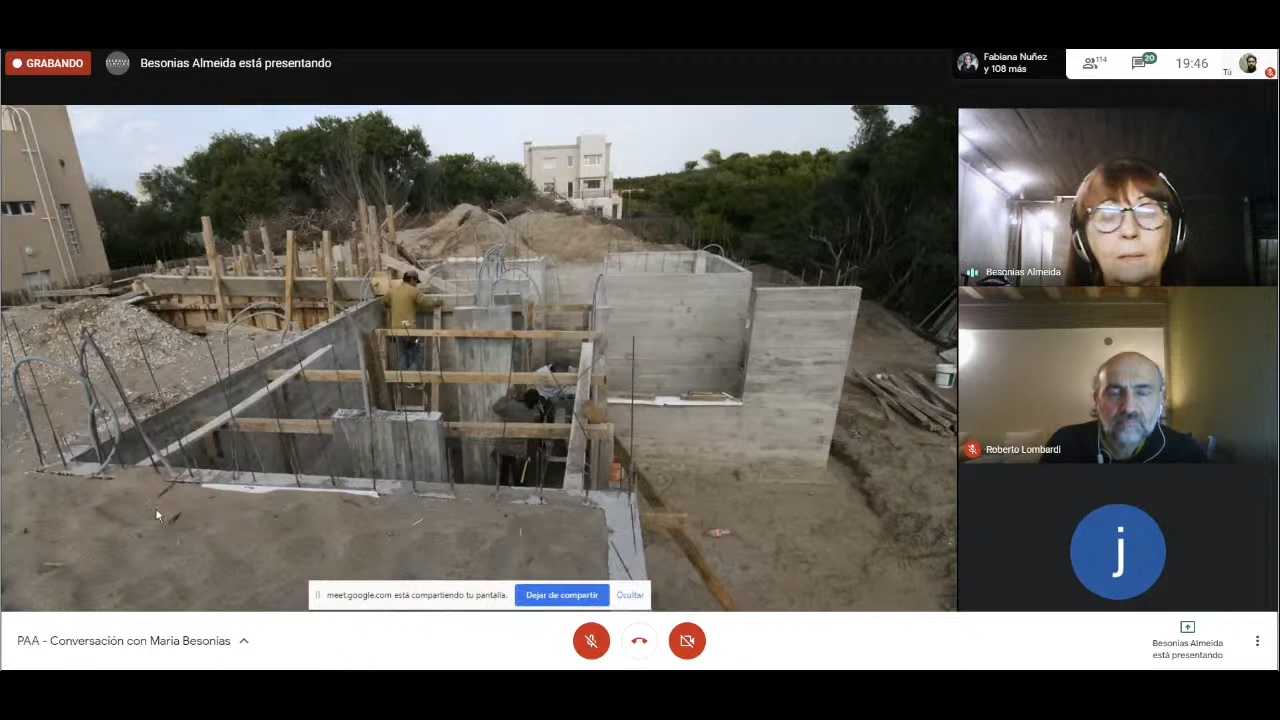 GRABANDO
Besonias Almeida está presentando
Fabiana Nuñez
y 108 más
114
20
19:46
Tú
Besonias Almeida
Roberto Lombardi
j
meet.google.com está compartiendo tu pantalla.
Dejar de compartir
Ocultar
PAA - Conversación con Maria Besonias
Besonias Almeida
está presentando